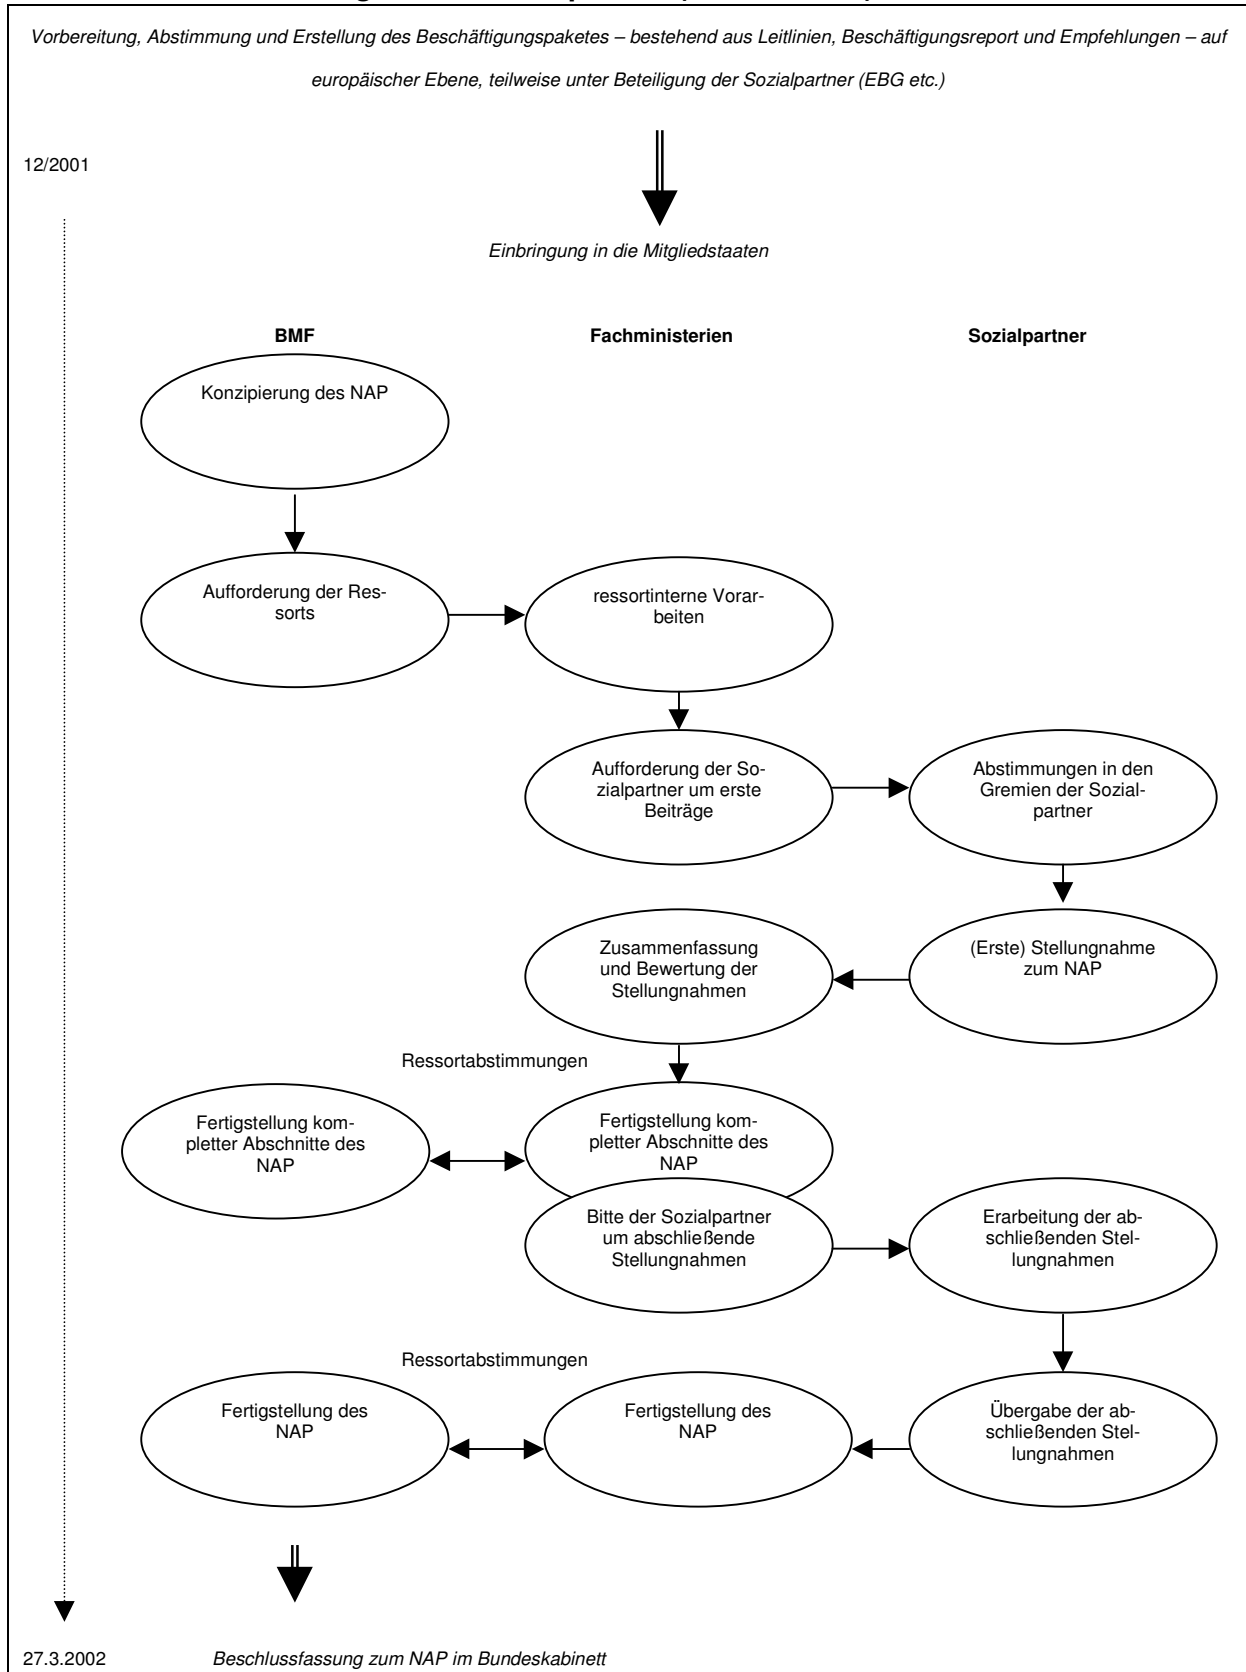 Vorbereitung, Abstimmung und Erstellung des Beschäftigungspaketes – bestehend aus Leitlinien, Beschäftigungsreport und Empfehlungen – auf
europäischer Ebene, teilweise unter Beteiligung der Sozialpartner (EBG etc.)
12/2001
Einbringung in die Mitgliedstaaten
BMF
Fachministerien
Sozialpartner
Konzipierung des NAP
Aufforderung der Res-
sorts
ressortinterne Vorar-
beiten
Aufforderung der So-
zialpartner um erste
Beiträge
Abstimmungen in den
Gremien der Sozial-
partner
Zusammenfassung
und Bewertung der
Stellungnahmen
(Erste) Stellungnahme
zum NAP
Ressortabstimmungen
Fertigstellung kom-
pletter Abschnitte des
NAP
Fertigstellung kom-
pletter Abschnitte des
NAP
Bitte der Sozialpartner
um abschließende
Stellungnahmen
Erarbeitung der ab-
schließenden Stel-
lungnahmen
Ressortabstimmungen
Fertigstellung des
NAP
Fertigstellung des
NAP
Übergabe der ab-
schließenden Stel-
lungnahmen
27.3.2002
Beschlussfassung zum NAP im Bundeskabinett